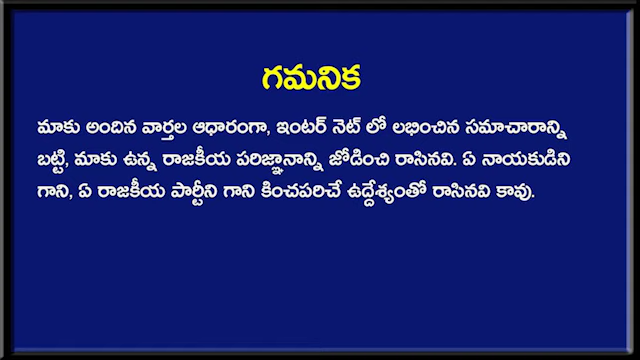 గమనిక
మాకు అందిన వార్తల ఆధారంగా, ఇంటర్ నెట్ లో లభించిన సమాచారాన్ని
బట్టి, మాకు ఉన్న రాజకీయ పరిజ్ఞానాన్ని జోడించి రాసినవి. ఏ నాయకుడిని
గాని, ఏ రాజకీయ పార్టీని గాని కించపరిచే ఉద్దేశ్యంతో రాసినవి కావు.